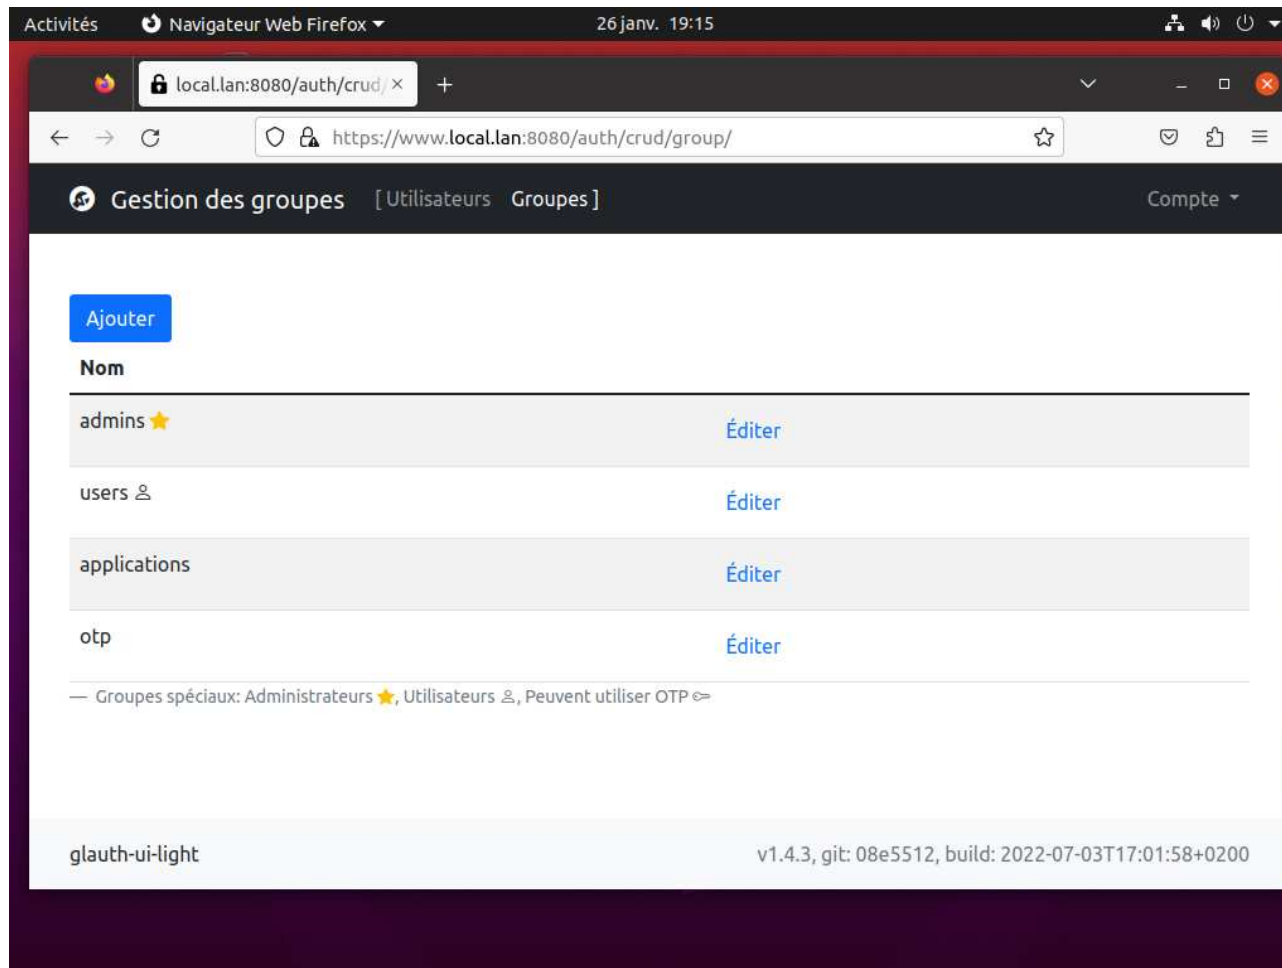 Activités Navigateur Web Firefox 26 janv. 19:15
local.lan:8080/auth/crud/
https://www.local.lan:8080/auth/crud/group/
Gestion des groupes [ Utilisateurs Groupes ] Compte
Ajouter
Nom
admins Éditer
users Éditer
applications Éditer
otp Éditer
— Groupes spéciaux: Administrateurs ⭐, Utilisateurs , Peuvent utiliser OTP
glauth-ui-light v1.4.3, git: 08e5512, build: 2022-07-03T17:01:58+0200